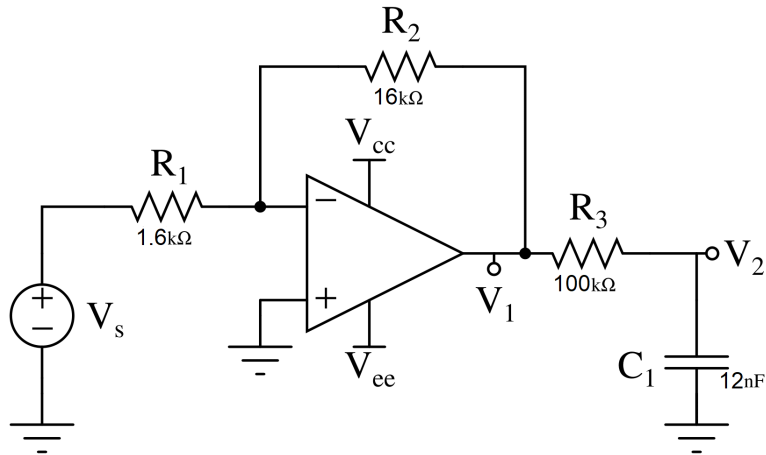 R2
16kΩ
Vcc
R1
1.6kΩ
−
+
Vs
+
−
V1
Vee
R3
100kΩ
V2
C1
12nF